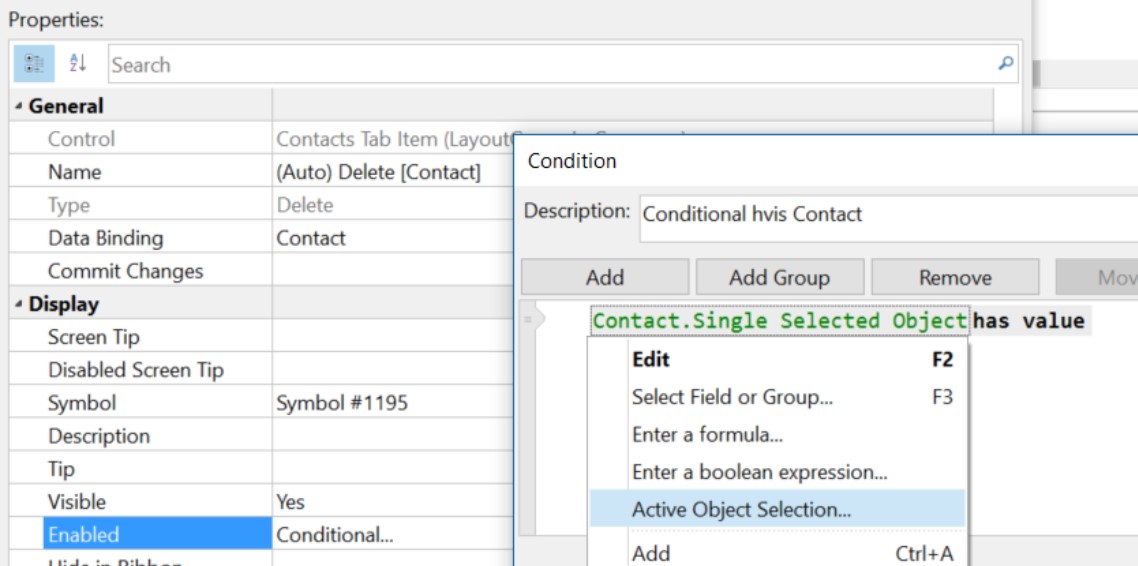 Properties:
Search
General
Control Contacts Tab Item (Layout
Name (Auto) Delete [Contact]
Type Delete
Data Binding Contact
Commit Changes
Display
Screen Tip
Disabled Screen Tip
Symbol Symbol #1195
Description
Tip
Visible Yes
Enabled Conditional...
Hide in Ribbon
Condition
Description: Conditional hvis Contact
Add Add Group Remove Mov
Contact.Single Selected Object has value
Edit F2
Select Field or Group... F3
Enter a formula...
Enter a boolean expression...
Active Object Selection...
Add Ctrl+A